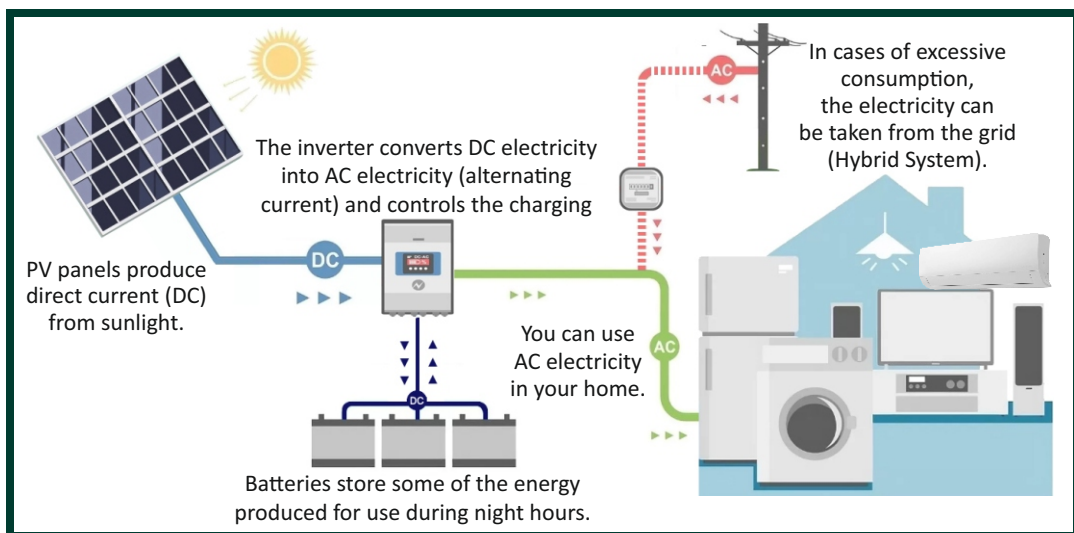 The inverter converts DC electricity
into AC electricity (alternating
current) and controls the charging
PV panels produce
direct current (DC)
from sunlight.
DC
DC
Batteries store some of the energy
produced for use during night hours.
You can use
AC electricity
in your home.
AC
AC
In cases of excessive
consumption,
the electricity can
be taken from the grid
(Hybrid System).